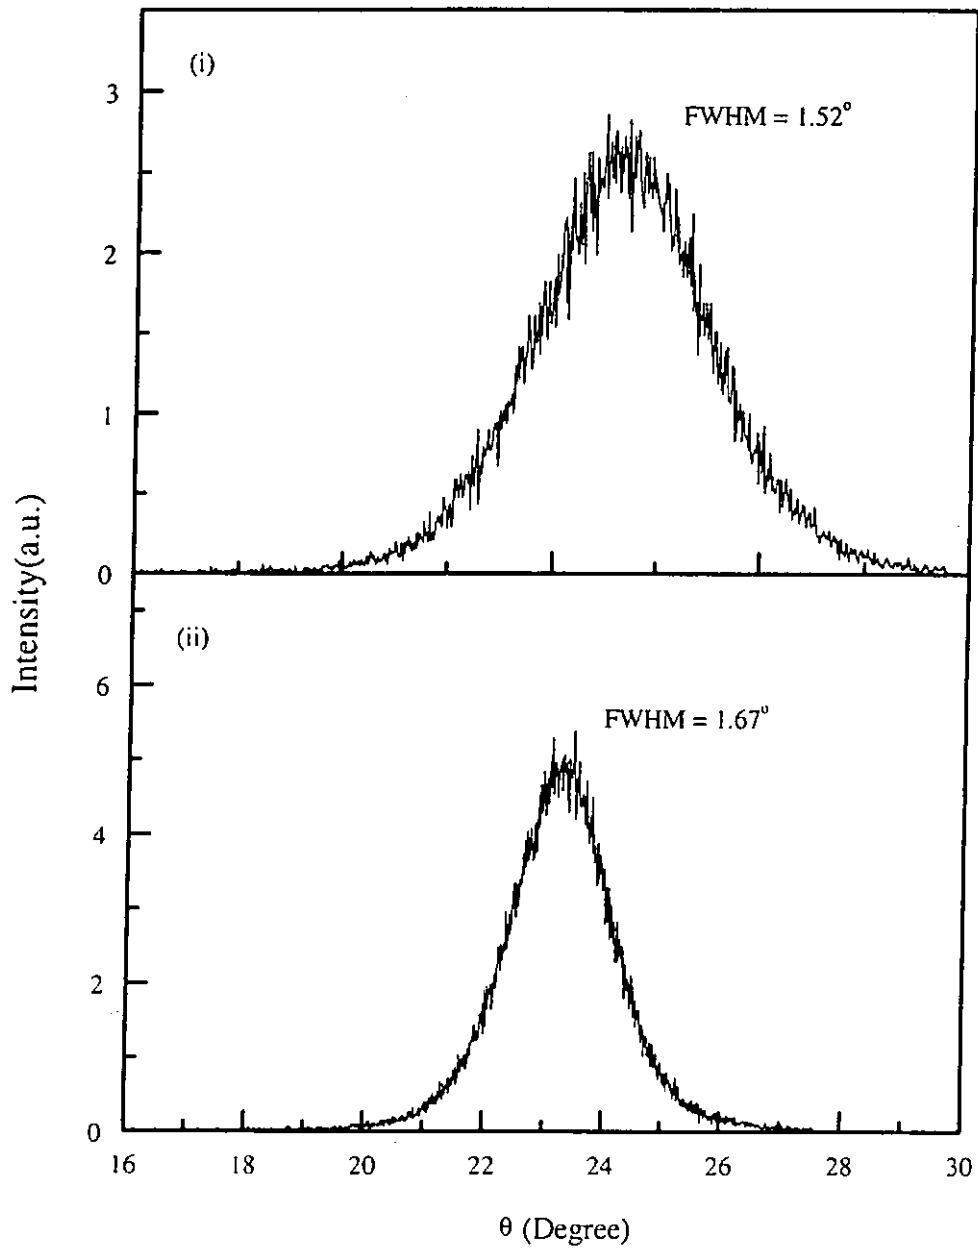 (i)
3
FWHM = 1.52°
2
1
0
Intensity(a.u.)
(ii)
6
FWHM = 1.67°
4
2
0
16 18 20 22 24 26 28 30
θ (Degree)